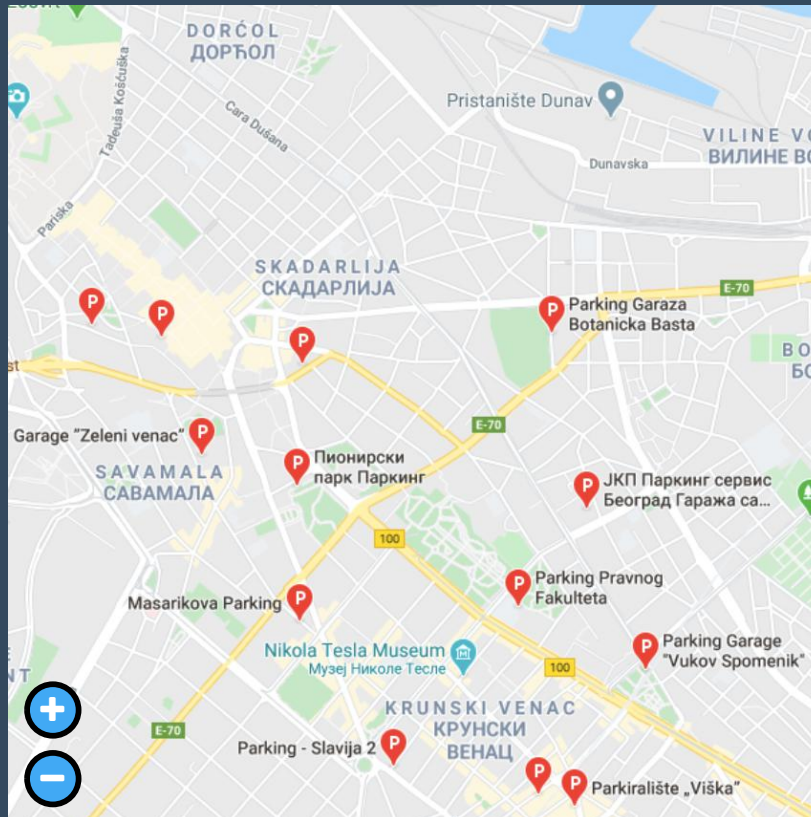 DORĆOL
ДОРЋОЛ
Tadeuša Košćuška
Cara Dušana
Pristanište Dunav
VILINE VO
ВИЛИНЕ ВО
Dunavska
Pariska
SKADARLIJA
СКАДАРЛИЈА
E-70
P
P
P
P
Parking Garaza
Botanicka Basta
st
BO
БО
E-70
Garage "Zeleni venac"
P
SAVAMALA
САВАМАЛА
P
Пионирски
парк Паркинг
P
ЈКП Паркинг сервис
Београд Гаража са...
100
P
Parking Pravnog
Fakulteta
Masarikova Parking
P
Nikola Tesla Museum
Музеј Николе Тесле
P
Parking Garage
"Vukov Spomenik"
100
E
NT
KRUNSKI VENAC
КРУНСКИ
ВЕНАЦ
E-70
Parking - Slavija 2
P
P
P
Parkiralište „Viška”
+
−